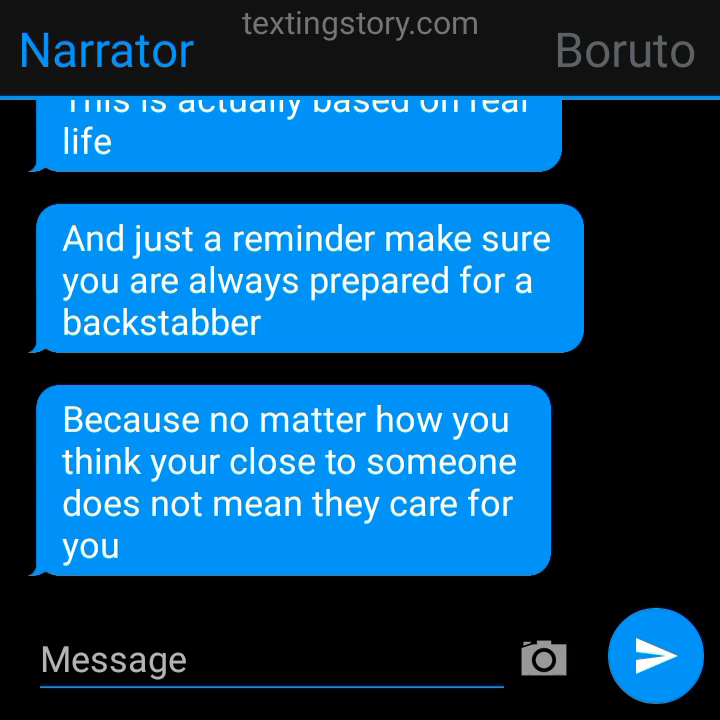 textingstory.com
Narrator
Boruto
This is actually based on real
life
And just a reminder make sure
you are always prepared for a
backstabber
Because no matter how you
think your close to someone
does not mean they care for
you
Message